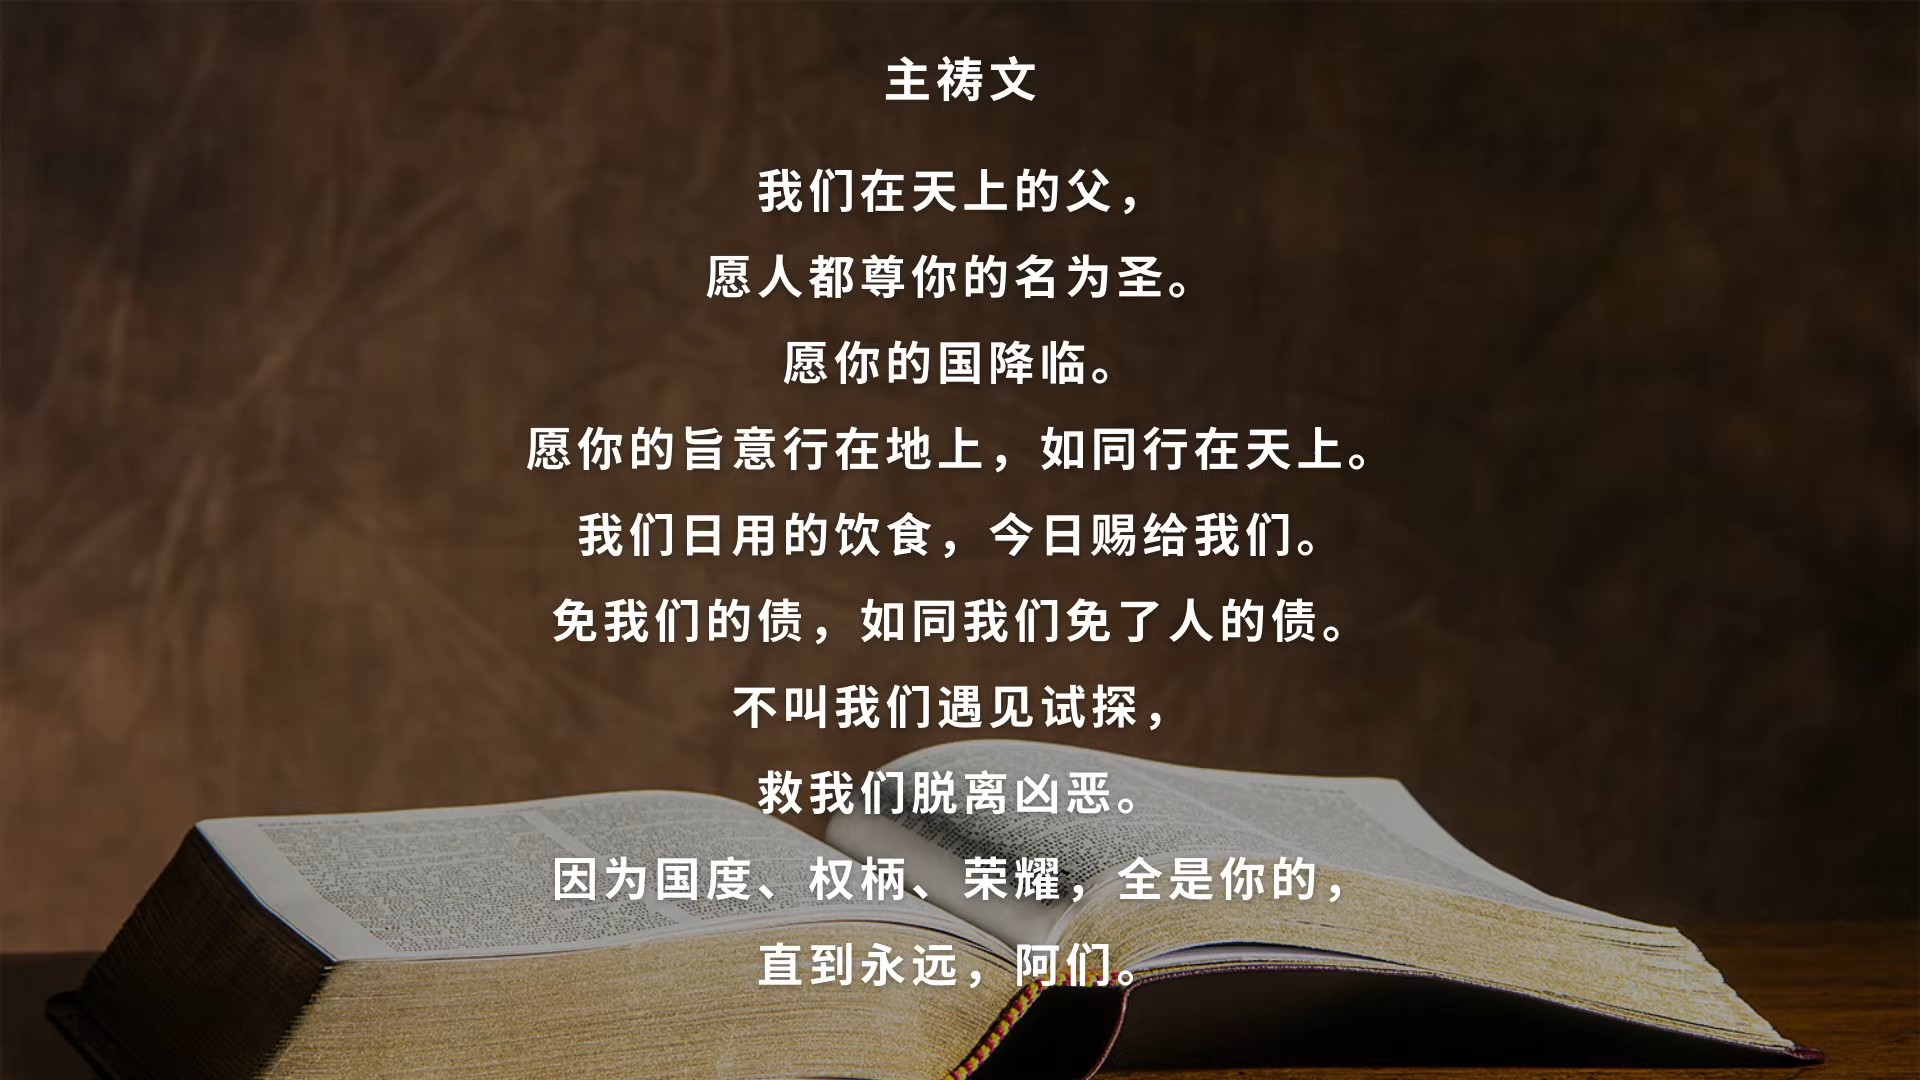 主祷文
我们在天上的父，
愿人都尊你的名为圣。
愿你的国降临。
愿你的旨意行在地上，如同行在天上。
我们日用的饮食，今日赐给我们。
免我们的债，如同我们免了人的债。
不叫我们遇见试探，
救我们脱离凶恶。
因为国度、权柄、荣耀，全是你的，
直到永远，阿们。